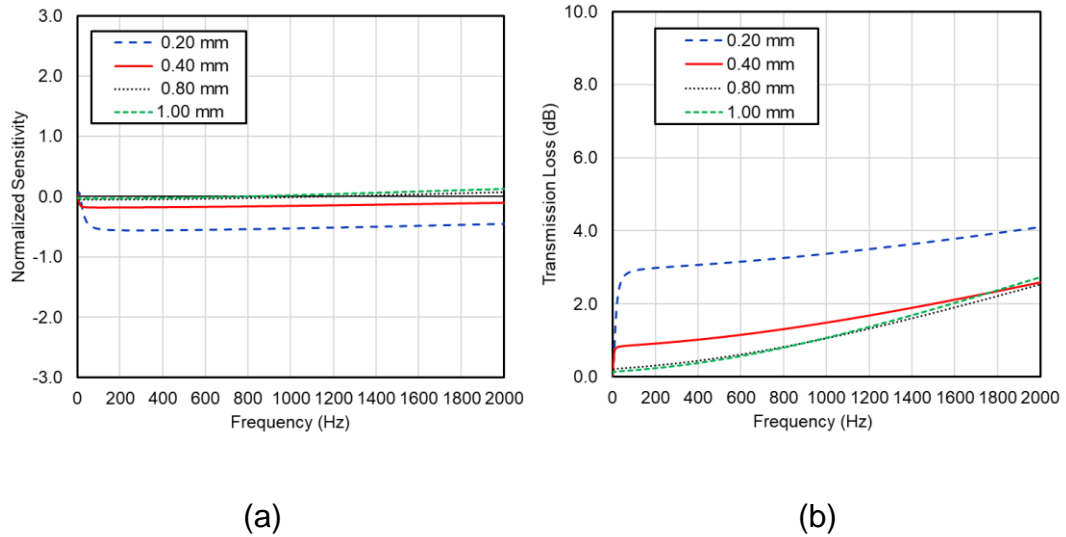 3.0
2.0
1.0
0.0
-1.0
-2.0
-3.0
Normalized Sensitivity
0.20 mm
0.40 mm
0.80 mm
1.00 mm
0 200 400 600 800 1000 1200 1400 1600 1800 2000
Frequency (Hz)
(a)
10.0
8.0
6.0
4.0
2.0
0.0
Transmission Loss (dB)
0.20 mm
0.40 mm
0.80 mm
1.00 mm
0 200 400 600 800 1000 1200 1400 1600 1800 2000
Frequency (Hz)
(b)